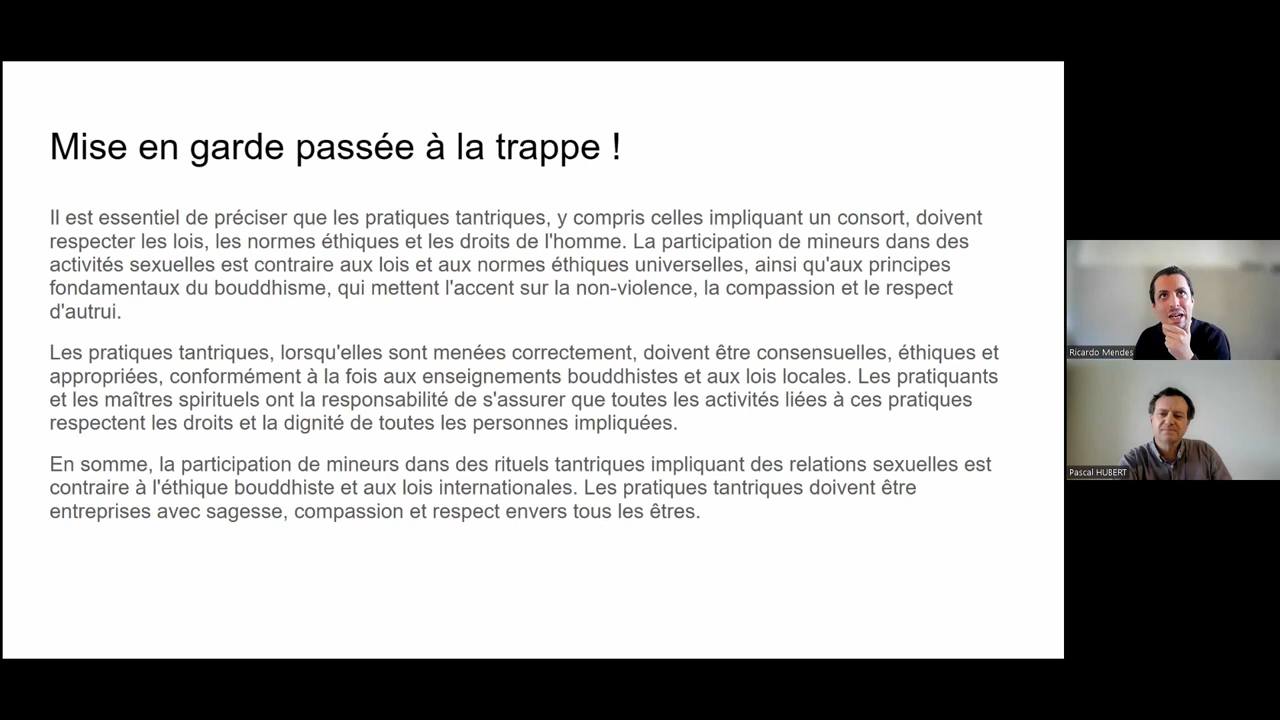 Mise en garde passée à la trappe !
Il est essentiel de préciser que les pratiques tantriques, y compris celles impliquant un consort, doivent
respecter les lois, les normes éthiques et les droits de l'homme. La participation de mineurs dans des
activités sexuelles est contraire aux lois et aux normes éthiques universelles, ainsi qu'aux principes
fondamentaux du bouddhisme, qui mettent l'accent sur la non-violence, la compassion et le respect
d'autrui.
Les pratiques tantriques, lorsqu'elles sont menées correctement, doivent être consensuelles, éthiques et
appropriées, conformément à la fois aux enseignements bouddhistes et aux lois locales. Les pratiquants
et les maîtres spirituels ont la responsabilité de s'assurer que toutes les activités liées à ces pratiques
respectent les droits et la dignité de toutes les personnes impliquées.
En somme, la participation de mineurs dans des rituels tantriques impliquant des relations sexuelles est
contraire à l'éthique bouddhiste et aux lois internationales. Les pratiques tantriques doivent être
entreprises avec sagesse, compassion et respect envers tous les êtres.
Ricardo Mendes
Pascal HUBERT